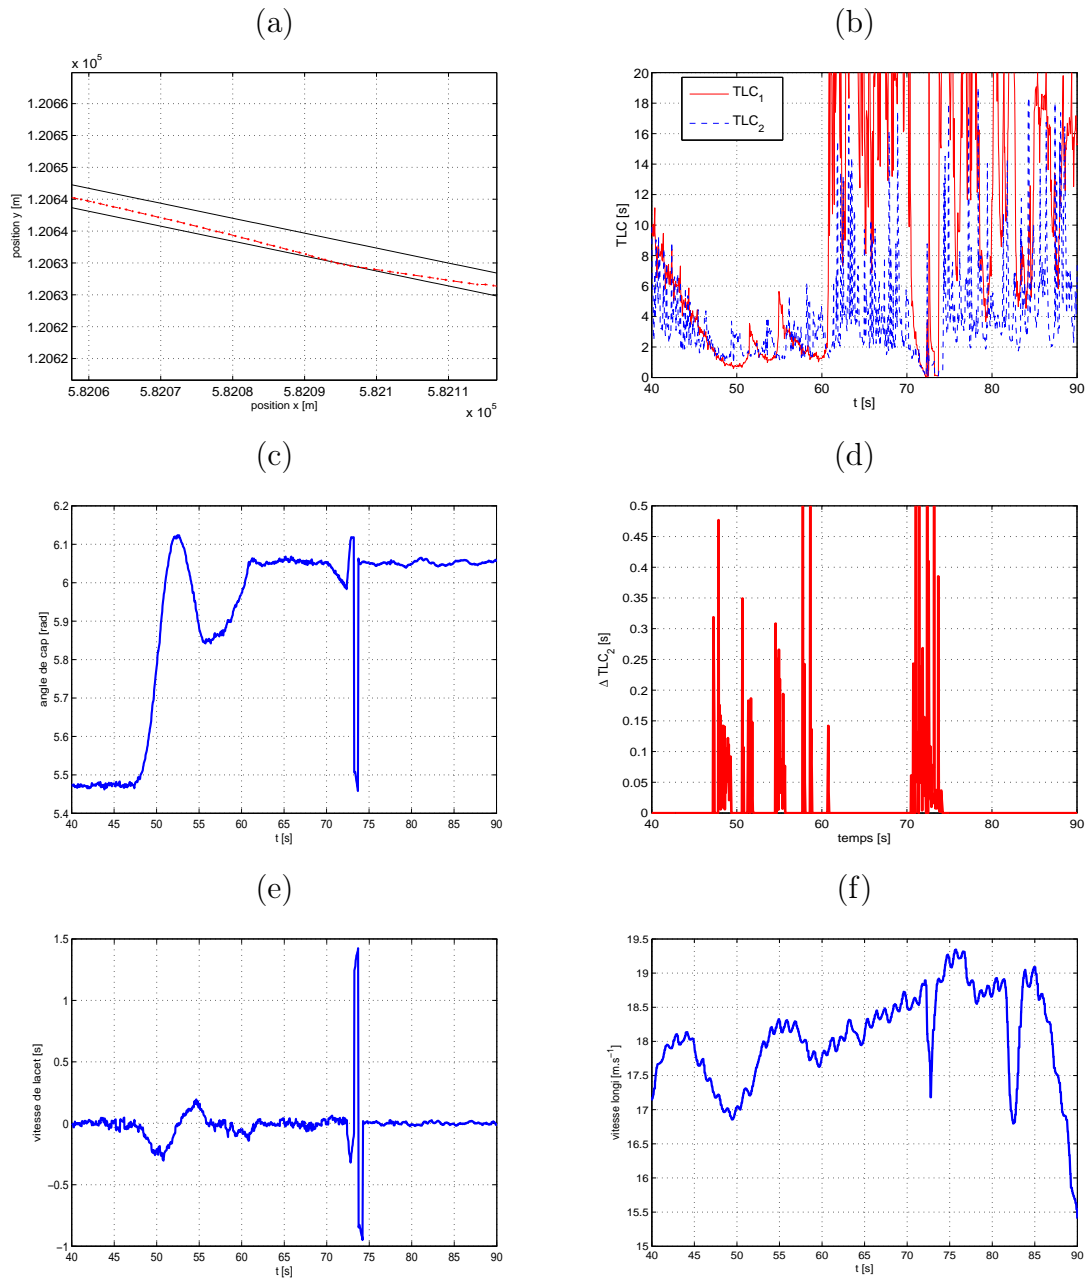 (a)
x 10⁵
1.2066
1.2065
1.2065
1.2064
1.2064
1.2063
1.2063
1.2062
1.2062
position y [m]
5.8206 5.8207 5.8208 5.8209 5.821 5.8211
position x [m]
x 10⁵
(b)
20
18
16
14
12
10
8
6
4
2
0
TLC [s]
TLC₁
TLC₂
40 50 60 70 80 90
t [s]
(c)
6.2
6.1
6
5.9
5.8
5.7
5.6
5.5
5.4
angle de cap [rad]
40 45 50 55 60 65 70 75 80 85 90
t [s]
(d)
0.5
0.45
0.4
0.35
0.3
0.25
0.2
0.15
0.1
0.05
0
Δ TLC₂ [s]
40 50 60 70 80 90
temps [s]
(e)
1.5
1
0.5
0
−0.5
−1
vitesse de lacet [s]
40 45 50 55 60 65 70 75 80 85 90
t [s]
(f)
19.5
19
18.5
18
17.5
17
16.5
16
15.5
15
vitesse longi [m.s⁻¹]
40 45 50 55 60 65 70 75 80 85 90
t [s]